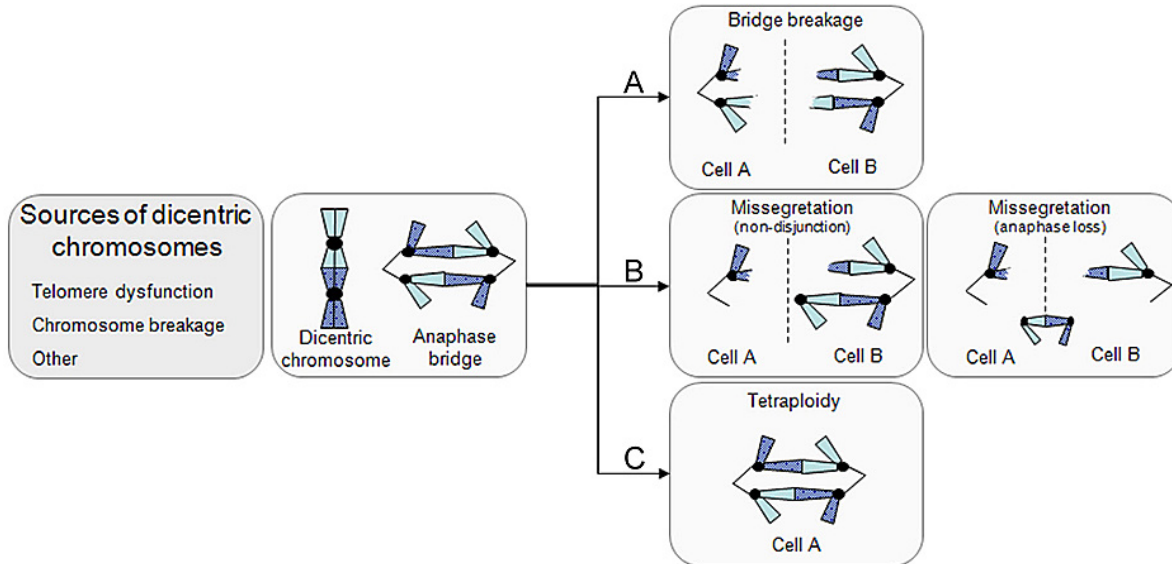 Sources of dicentric
chromosomes
Telomere dysfunction
Chromosome breakage
Other
Dicentric
chromosome
Anaphase
bridge
A
Bridge breakage
Cell A
Cell B
B
Missegretation
(non-disjunction)
Cell A
Cell B
Missegretation
(anaphase loss)
Cell A
Cell B
C
Tetraploidy
Cell A